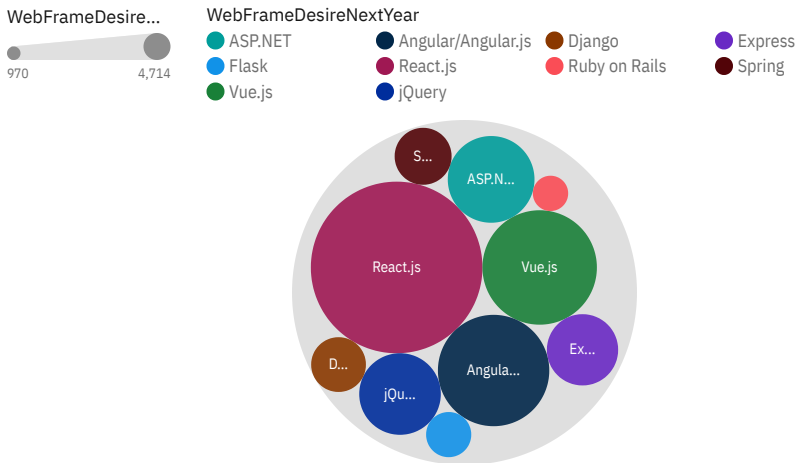 WebFrameDesire...
970
4,714
WebFrameDesireNextYear
ASP.NET
Angular/Angular.js
Django
Express
Flask
React.js
Ruby on Rails
Spring
Vue.js
jQuery
S...
ASP.N...
React.js
Vue.js
Ex...
D...
Angula...
jQu...